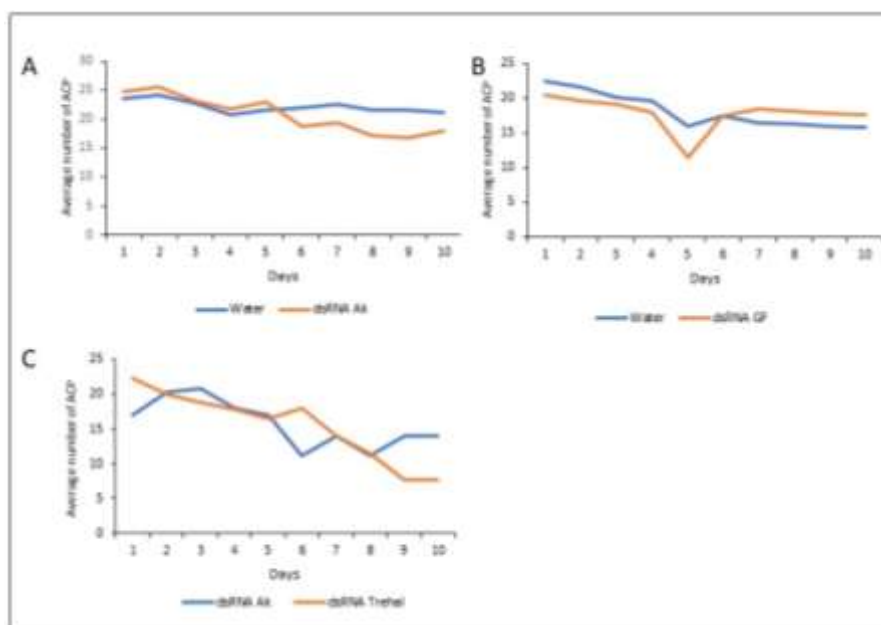 A
Average number of ACP
30
25
20
15
10
5
0
1 2 3 4 5 6 7 8 9 10
Days
Water dsRNA Ak
B
Average number of ACP
25
20
15
10
5
0
1 2 3 4 5 6 7 8 9 10
Days
Water dsRNA GF
C
Average number of ACP
25
20
15
10
5
0
1 2 3 4 5 6 7 8 9 10
Days
dsRNA Ak dsRNA Trehal